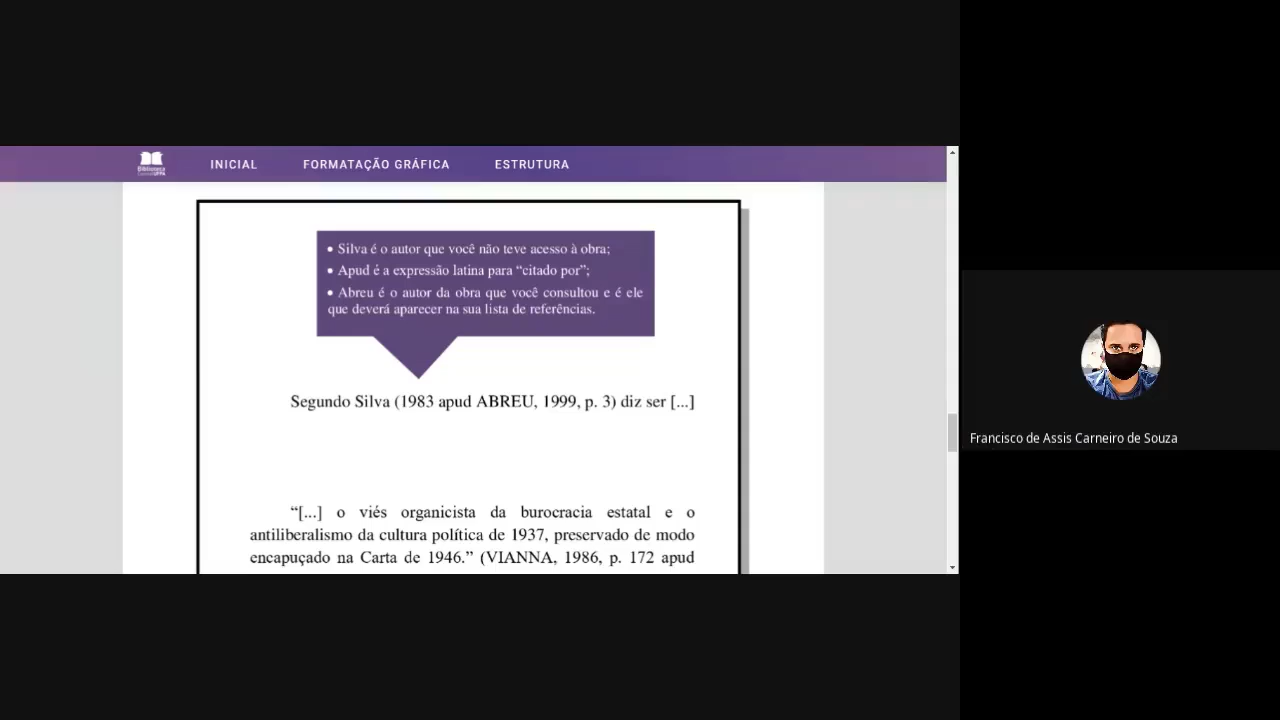 INICIAL FORMATAÇÃO GRÁFICA ESTRUTURA
• Silva é o autor que você não teve acesso à obra;
• Apud é a expressão latina para “citado por”;
• Abreu é o autor da obra que você consultou e é ele
que deverá aparecer na sua lista de referências.
Segundo Silva (1983 apud ABREU, 1999, p. 3) diz ser [...]
“[...] o viés organicista da burocracia estatal e o
antiliberalismo da cultura política de 1937, preservado de modo
encapuçado na Carta de 1946.” (VIANNA, 1986, p. 172 apud
Francisco de Assis Carneiro de Souza